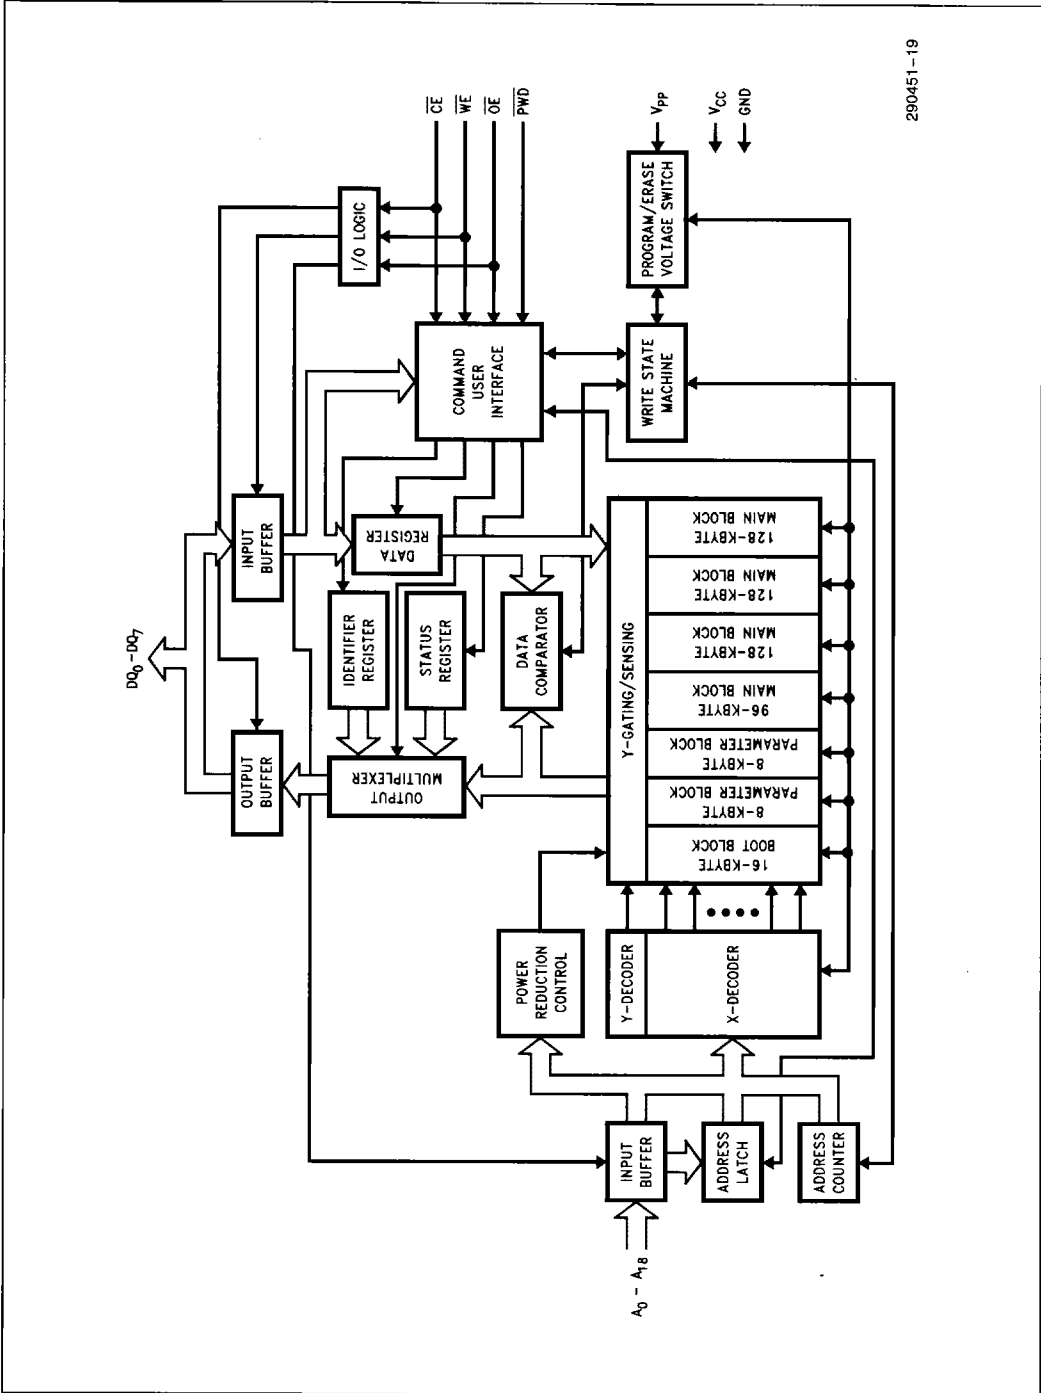 DQ0-DQ7
OUTPUT
BUFFER
INPUT
BUFFER
I/O LOGIC
CE
WE
OE
PWD
IDENTIFIER
REGISTER
STATUS
REGISTER
DATA
REGISTER
OUTPUT
MULTIPLEXER
COMMAND
USER
INTERFACE
DATA
COMPARATOR
POWER
REDUCTION
CONTROL
WRITE STATE
MACHINE
PROGRAM/ERASE
VOLTAGE SWITCH
VPP
VCC
GND
A0 - A18
INPUT
BUFFER
ADDRESS
LATCH
ADDRESS
COUNTER
Y-DECODER
X-DECODER
Y-GATING/SENSING
16-KBYTE
BOOT BLOCK
8-KBYTE
PARAMETER BLOCK
8-KBYTE
PARAMETER BLOCK
96-KBYTE
MAIN BLOCK
128-KBYTE
MAIN BLOCK
128-KBYTE
MAIN BLOCK
128-KBYTE
MAIN BLOCK
290451-19